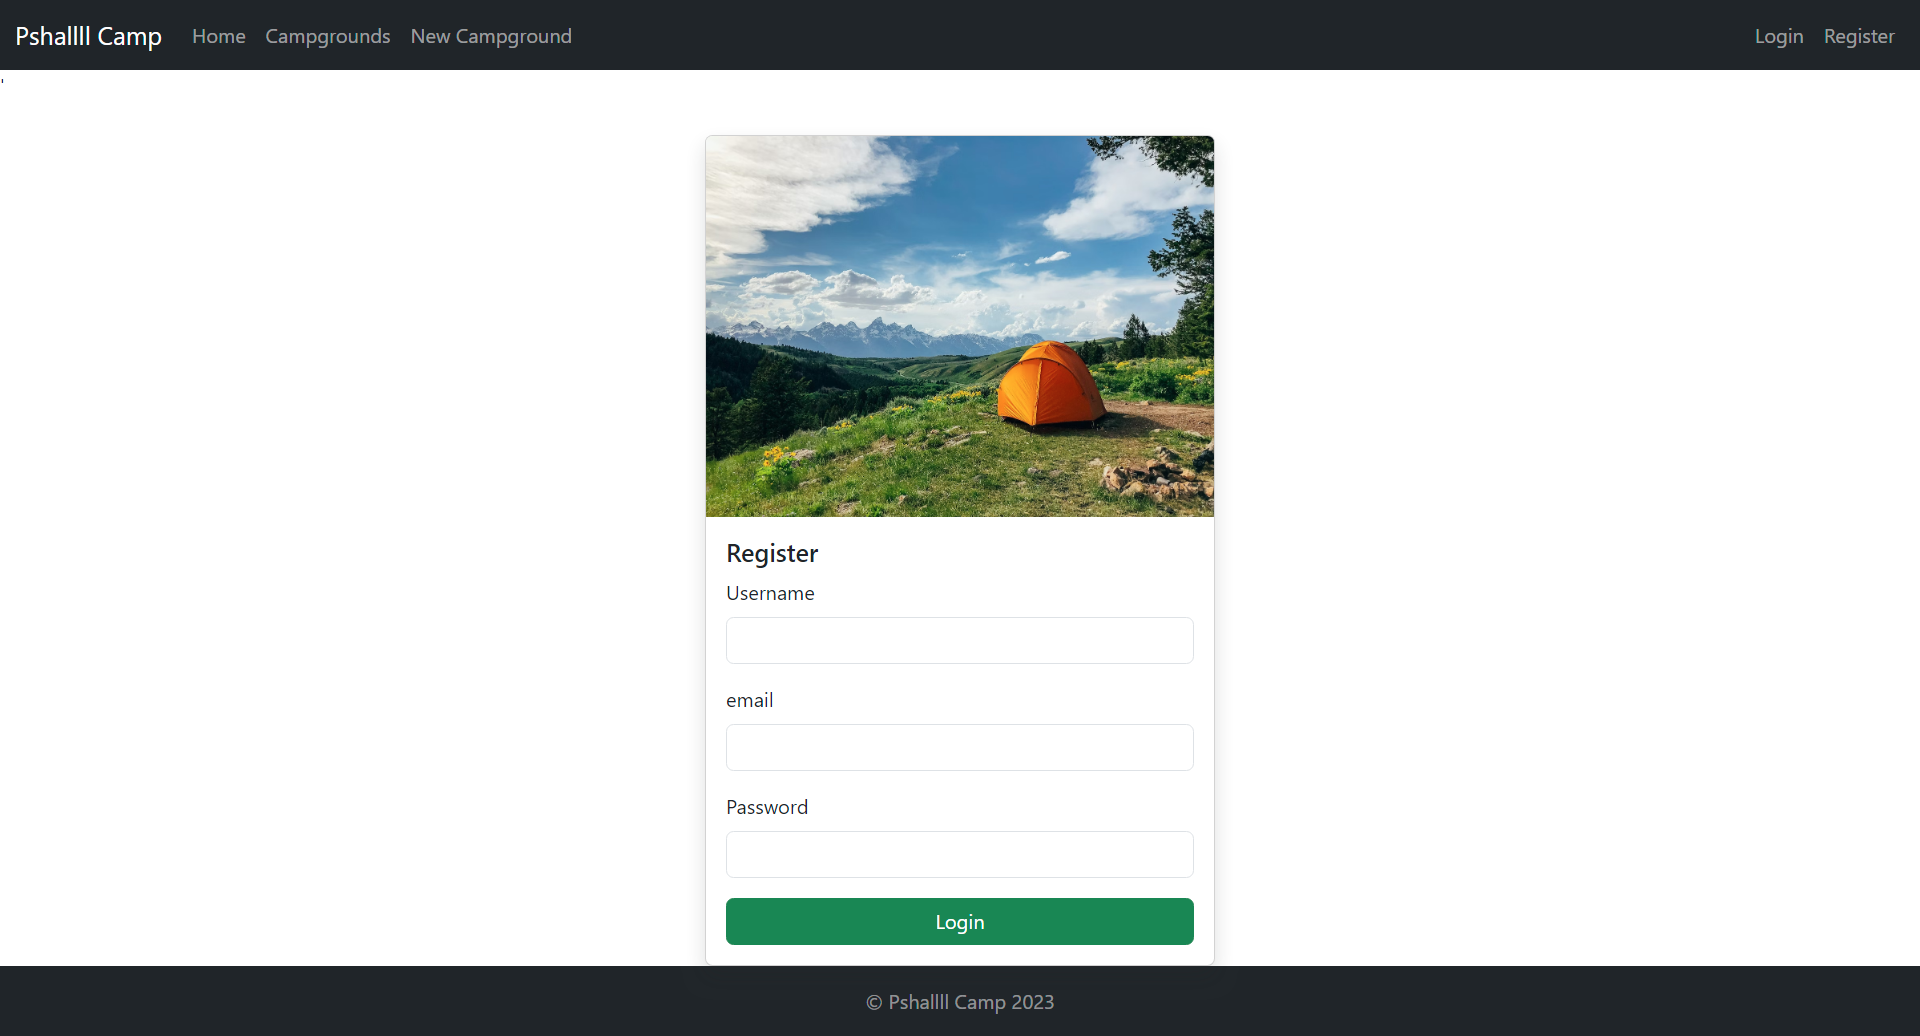 Pshallll Camp Home Campgrounds New Campground Login Register
'
Register
Username
email
Password
Login
© Pshallll Camp 2023